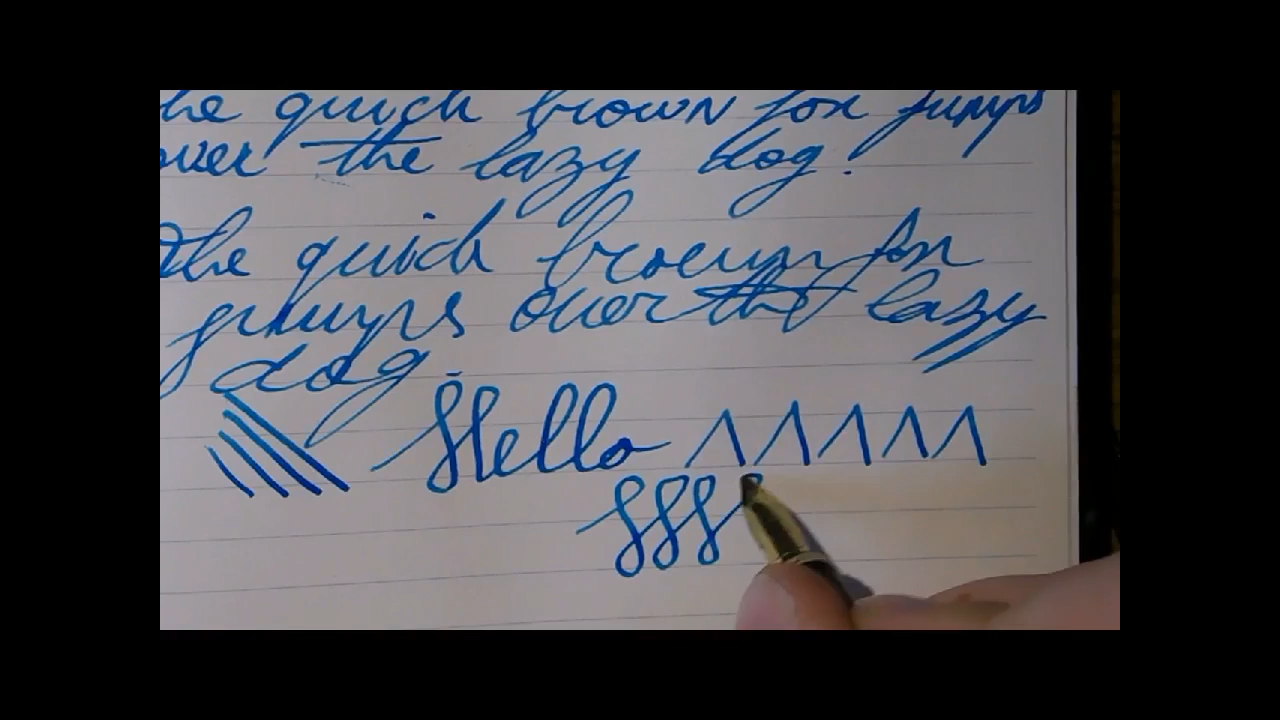 he quick brown fox jumps
over the lazy dog.
the quick brown fox
jumps over the lazy
dog.
Hello